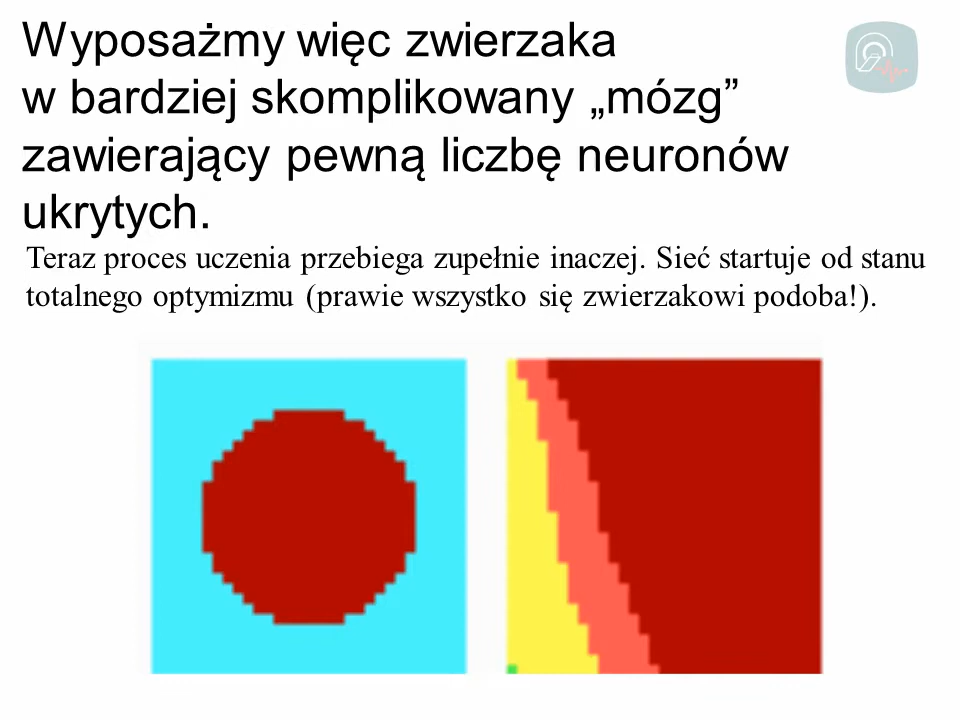 Wyposażmy więc zwierzaka
w bardziej skomplikowany „mózg”
zawierający pewną liczbę neuronów
ukrytych.
Teraz proces uczenia przebiega zupełnie inaczej. Sieć startuje od stanu
totalnego optymizmu (prawie wszystko się zwierzakowi podoba!).